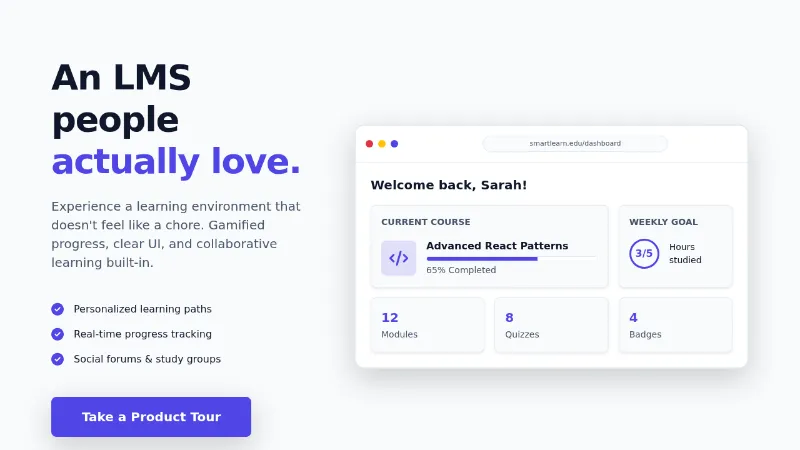 An LMS
people
actually love.
Experience a learning environment that
doesn't feel like a chore. Gamified
progress, clear UI, and collaborative
learning built-in.
Personalized learning paths
Real-time progress tracking
Social forums & study groups
Take a Product Tour
smartlearn.edu/dashboard
Welcome back, Sarah!
CURRENT COURSE
</>
Advanced React Patterns
65% Completed
WEEKLY GOAL
3/5
Hours
studied
12
Modules
8
Quizzes
4
Badges